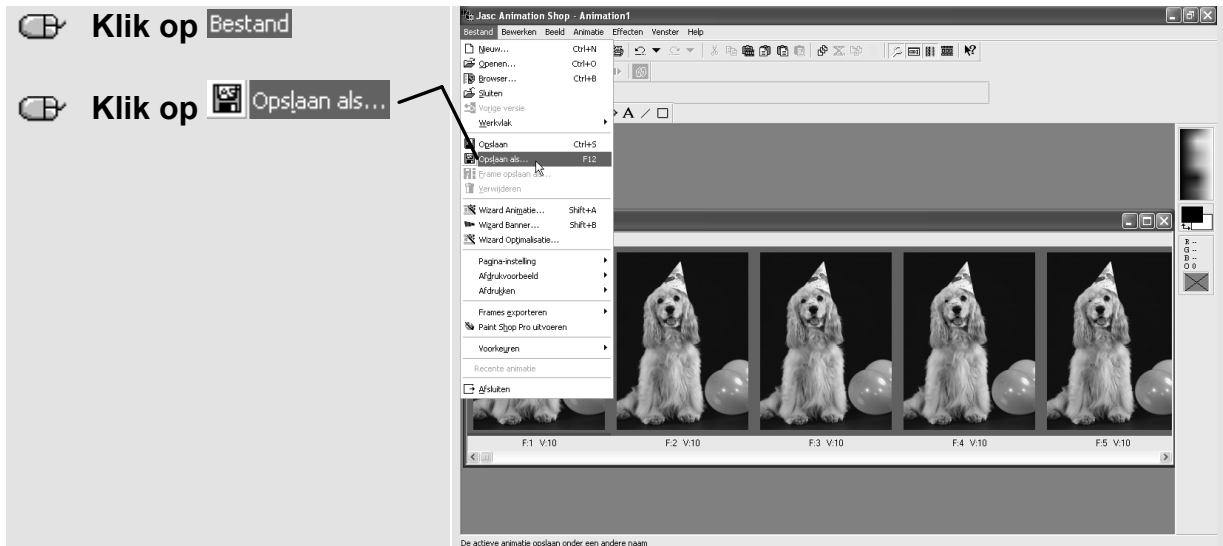 Klik op Bestand
Klik op Opslaan als...
Jasc Animation Shop - Animation1
Bestand Bewerken Beeld Animatie Effecten Venster Help
Nieuw... Ctrl+N
Openen... Ctrl+O
Browser... Ctrl+B
Sluiten
Vorige versie
Werkvlak
Opslaan Ctrl+S
Opslaan als... F12
Frame opslaan als...
Verwijderen
Wizard Animatie... Shift+A
Wizard Banner... Shift+B
Wizard Optimalisatie...
Pagina-instelling
Afdrukvoorbeeld
Afdrukken
Frames exporteren
Paint Shop Pro uitvoeren
Voorkeuren
Recente animatie
Afsluiten
R --
G --
B --
O 0
F:1 V:10 F:2 V:10 F:3 V:10 F:4 V:10 F:5 V:10
De actieve animatie opslaan onder een andere naam